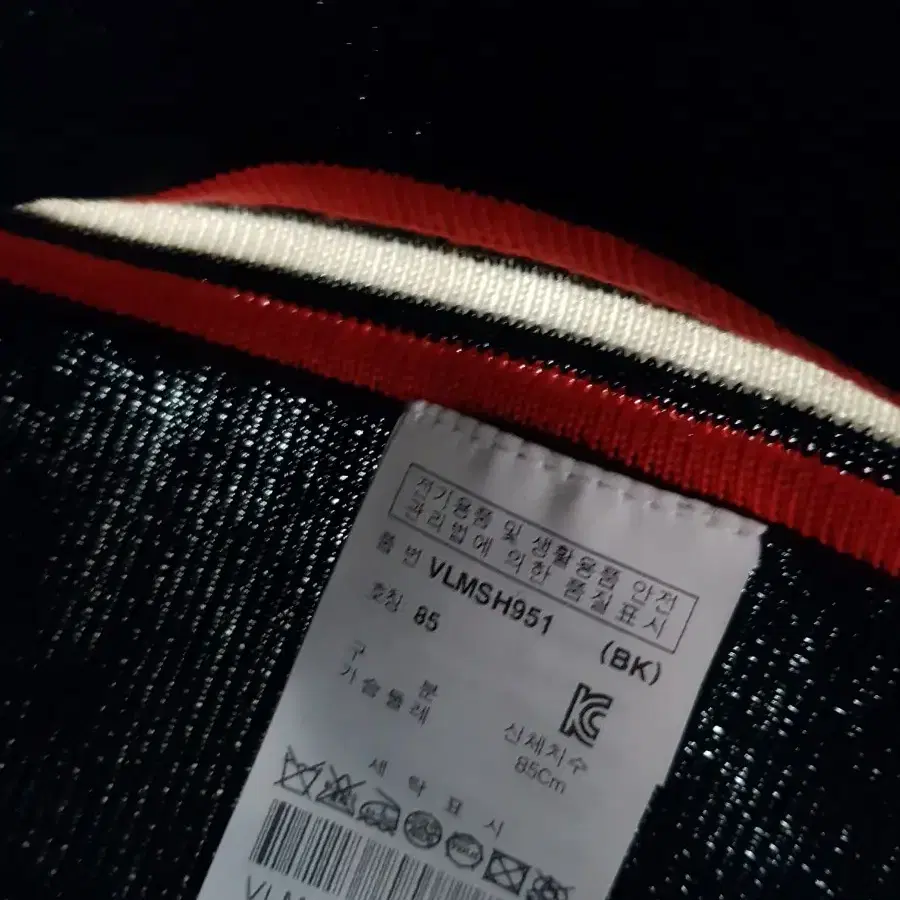 전기용품 및 생활용품 안전
관리법에 의한 품질표시
품 번 VLMSH951
(BK)
호칭 85
구 분
신체치수
가슴둘레
85Cm
세 탁 표 시
VLM